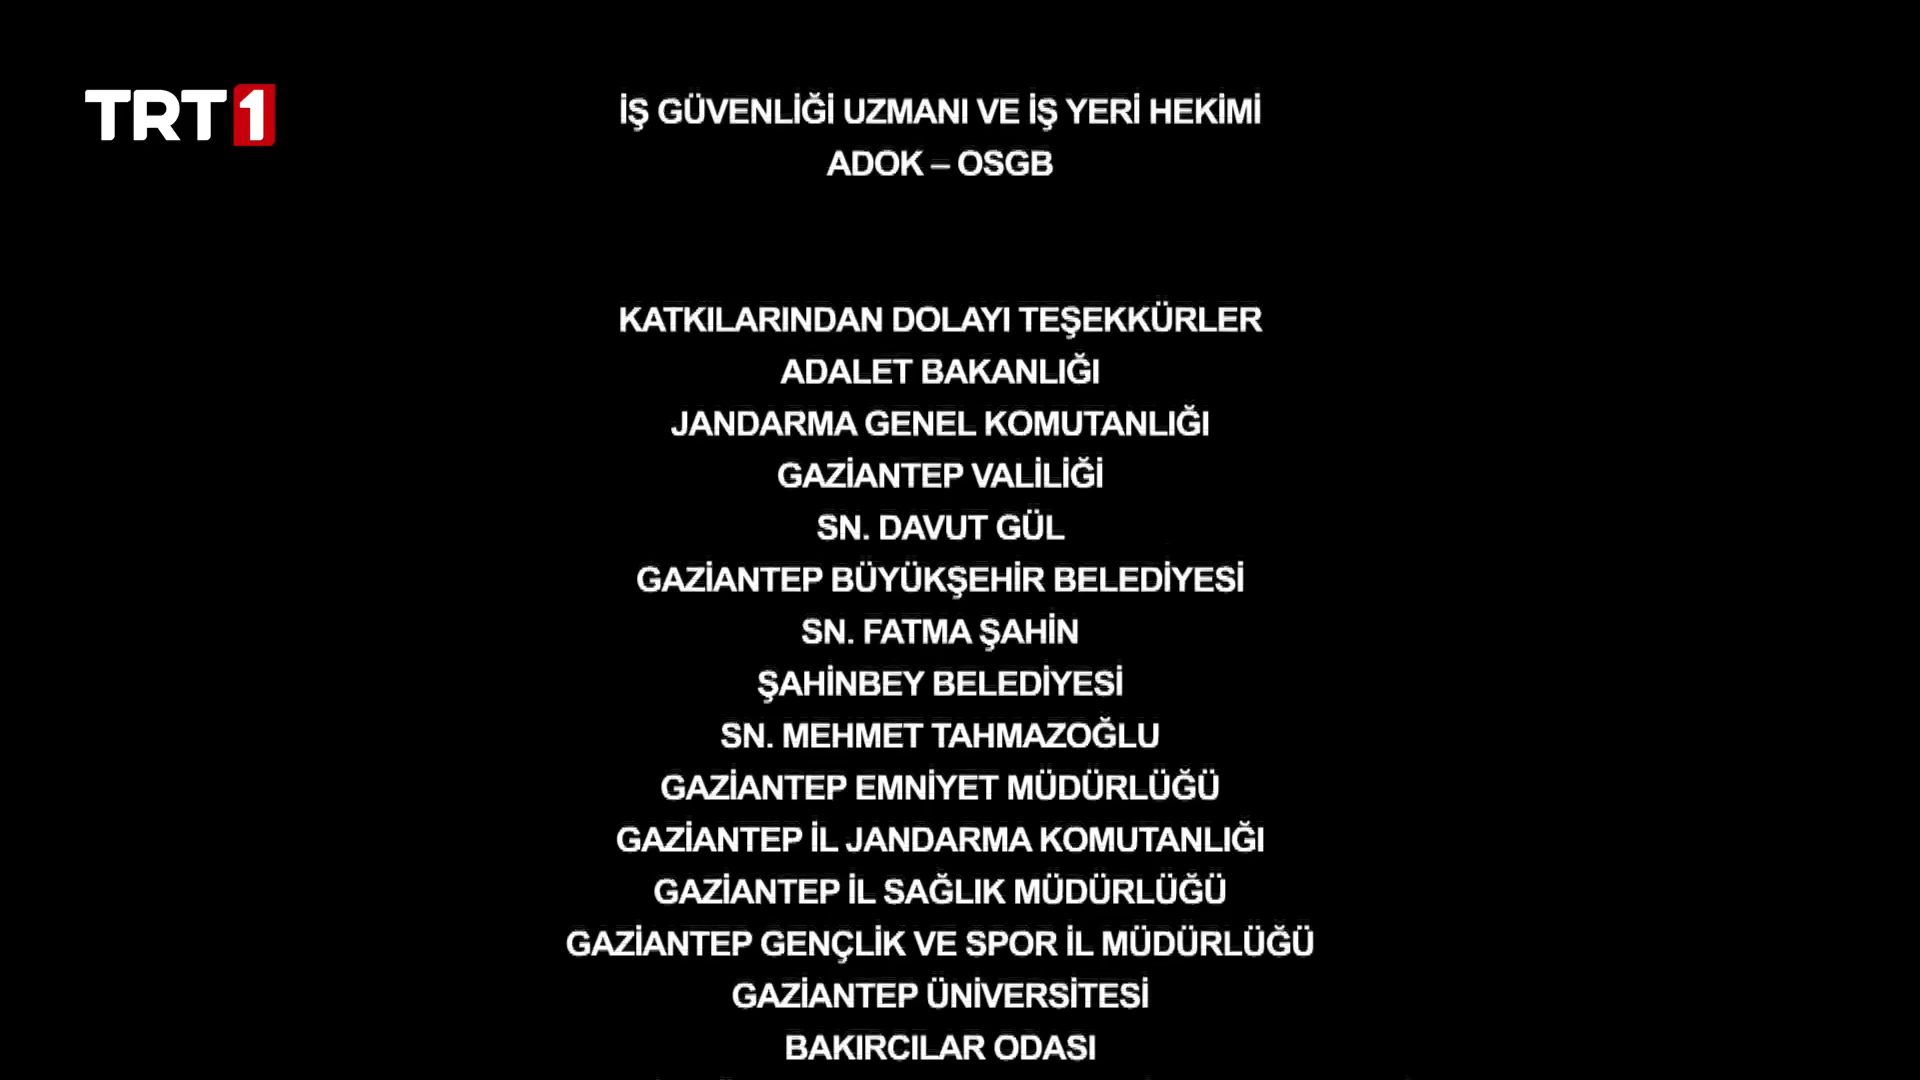 TRT 1
İŞ GÜVENLİĞİ UZMANI VE İŞ YERİ HEKİMİ
ADOK – OSGB
KATKILARINDAN DOLAYI TEŞEKKÜRLER
ADALET BAKANLIĞI
JANDARMA GENEL KOMUTANLIĞI
GAZİANTEP VALİLİĞİ
SN. DAVUT GÜL
GAZİANTEP BÜYÜKŞEHİR BELEDİYESİ
SN. FATMA ŞAHİN
ŞAHİNBEY BELEDİYESİ
SN. MEHMET TAHMAZOĞLU
GAZİANTEP EMNİYET MÜDÜRLÜĞÜ
GAZİANTEP İL JANDARMA KOMUTANLIĞI
GAZİANTEP İL SAĞLIK MÜDÜRLÜĞÜ
GAZİANTEP GENÇLİK VE SPOR İL MÜDÜRLÜĞÜ
GAZİANTEP ÜNİVERSİTESİ
BAKIRCILAR ODASI